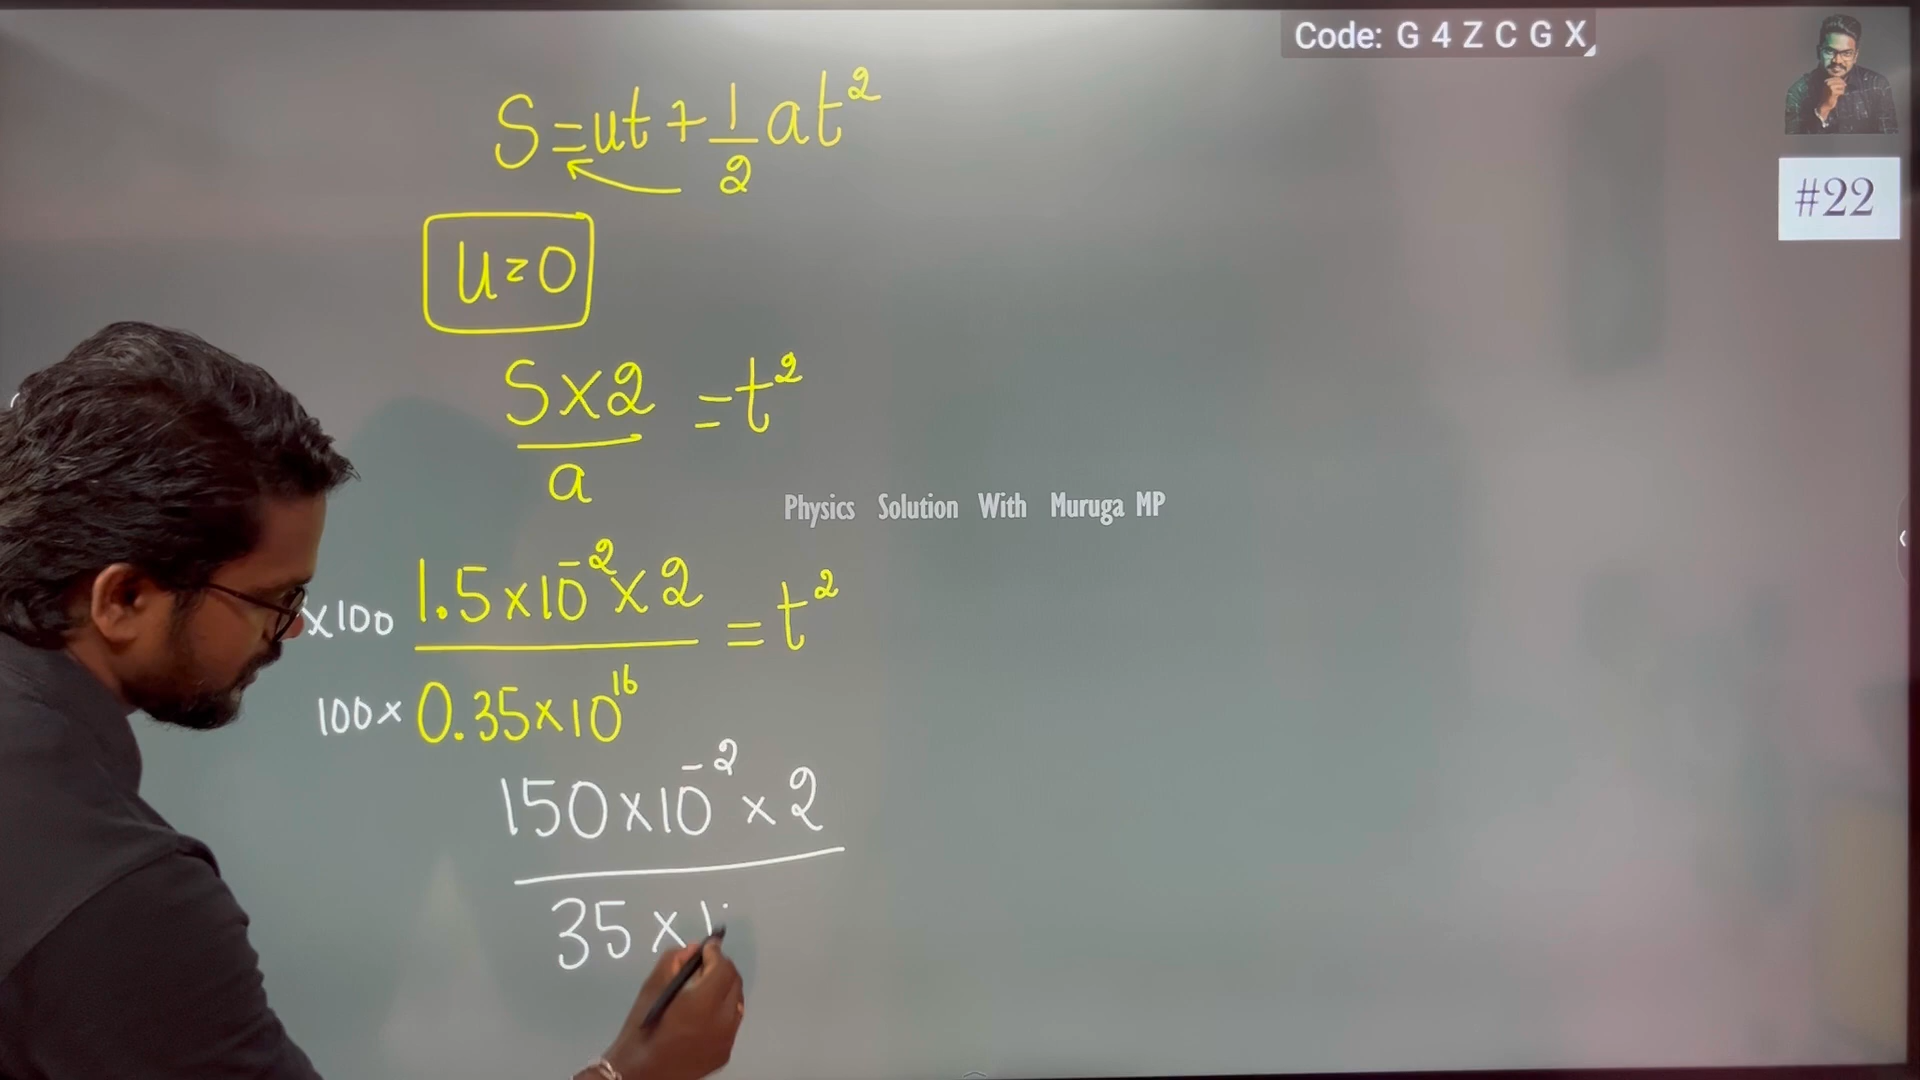 Code: G 4 Z C G X
#22
S=ut+1/2 at²
u=0
S×2/a =t²
Physics Solution With Muruga MP
×100 1.5×10⁻²×2 =t²
100× 0.35×10¹⁶
150×10⁻²×2
35×1